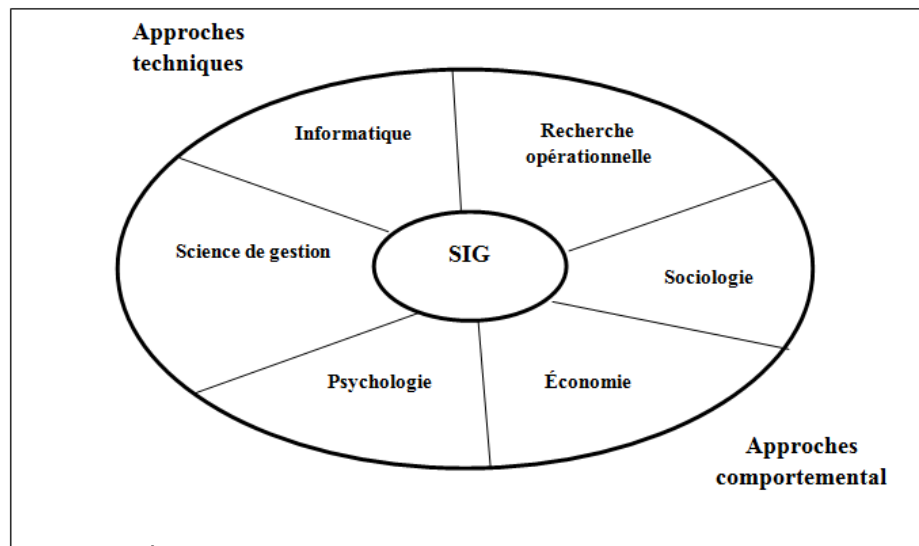 Approches
techniques
Informatique
Recherche
opérationnelle
Science de gestion
SIG
Sociologie
Psychologie
Économie
Approches
comportemental